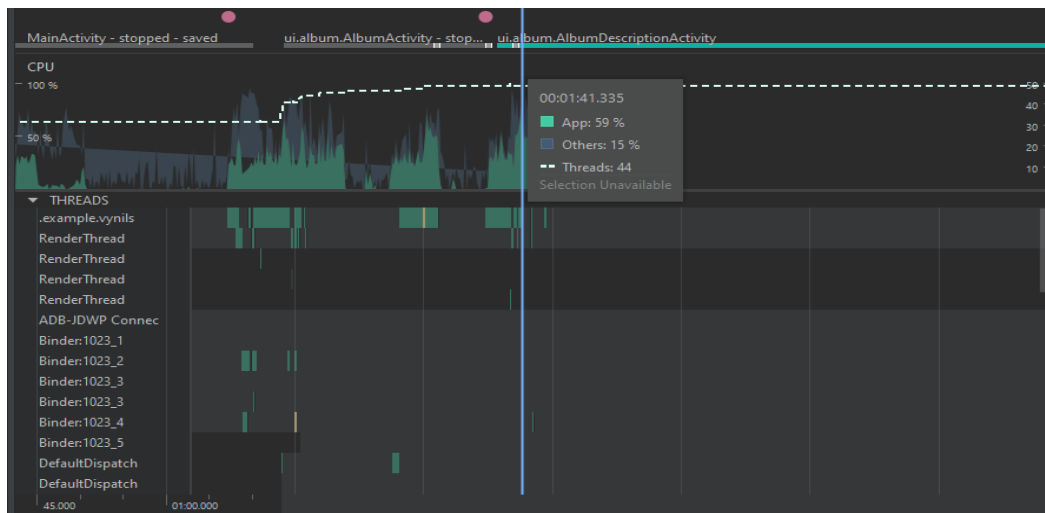 MainActivity - stopped - saved
ui.album.AlbumActivity - stop...
ui.album.AlbumDescriptionActivity
CPU
100 %
50
00:01:41.335
40
App: 59 %
30
50 %
Others: 15 %
20
Threads: 44
10
Selection Unavailable
THREADS
.example.vynils
RenderThread
RenderThread
RenderThread
RenderThread
ADB-JDWP Connec
Binder:1023_1
Binder:1023_2
Binder:1023_3
Binder:1023_3
Binder:1023_4
Binder:1023_5
DefaultDispatch
DefaultDispatch
45.000
01:00.000